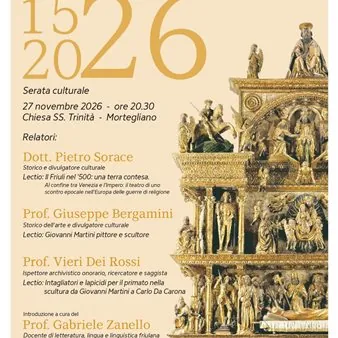 15
20 26
Serata culturale
27 novembre 2026 - ore 20.30
Chiesa SS. Trinità - Mortegliano
Relatori:
Dott. Pietro Sorace
Storico e divulgatore culturale
Lectio: Il Friuli nel '500: una terra contesa.
Al confine tra Venezia e l'Impero: il teatro di uno
scontro epocale nell'Europa delle guerre di religione
Prof. Giuseppe Bergamini
Storico dell'arte e divulgatore culturale
Lectio: Giovanni Martini pittore e scultore
Prof. Vieri Dei Rossi
Ispettore archivistico onorario, ricercatore e saggista
Lectio: Intagliatori e lapicidi per il primato nella
scultura da Giovanni Martini a Carlo Da Carona
Introduzione a cura del
Prof. Gabriele Zanello
Docente di letteratura, lingua e linguistica friulana